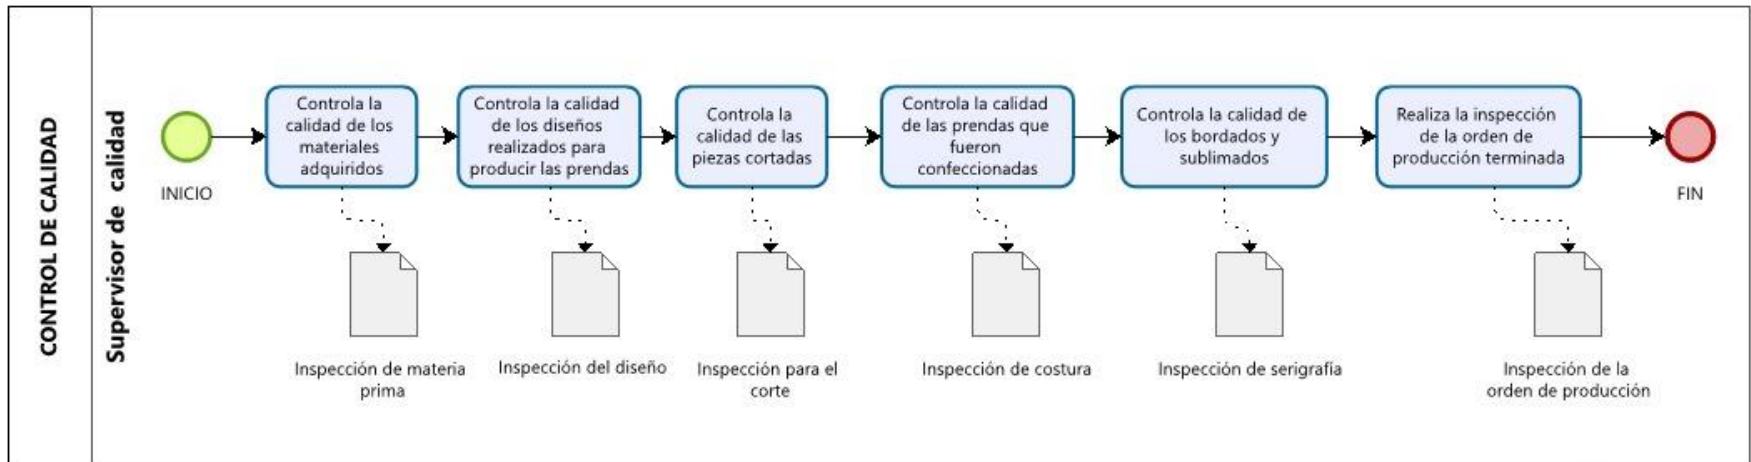 CONTROL DE CALIDAD
Supervisor de calidad
INICIO
Controla la
calidad de los
materiales
adquiridos
Controla la calidad
de los diseños
realizados para
producir las prendas
Controla la
calidad de las
piezas cortadas
Controla la calidad
de las prendas que
fueron
confeccionadas
Controla la calidad de
los bordados y
sublimados
Realiza la inspección
de la orden de
producción terminada
FIN
Inspección de materia
prima
Inspección del diseño
Inspección para el
corte
Inspección de costura
Inspección de serigrafía
Inspección de la
orden de producción